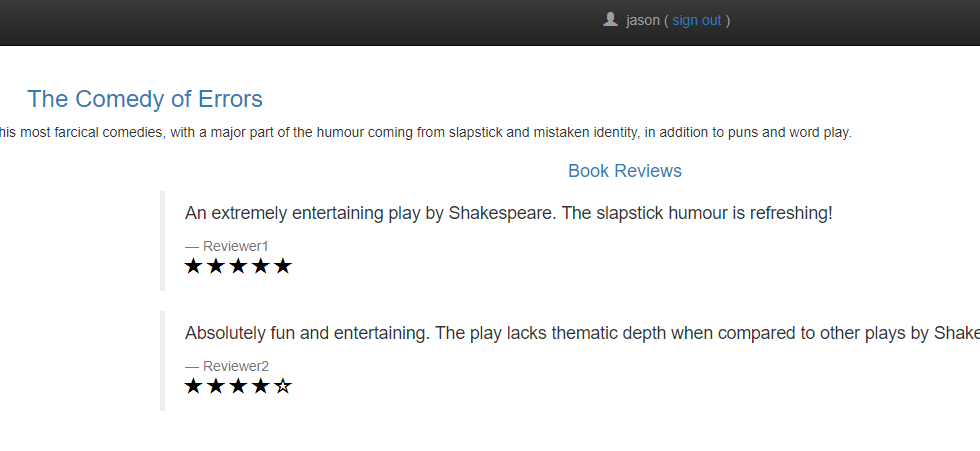 jason ( sign out )
The Comedy of Errors
his most farcical comedies, with a major part of the humour coming from slapstick and mistaken identity, in addition to puns and word play.
Book Reviews
An extremely entertaining play by Shakespeare. The slapstick humour is refreshing!
— Reviewer1
★★★★★
Absolutely fun and entertaining. The play lacks thematic depth when compared to other plays by Shake
— Reviewer2
★★★★☆